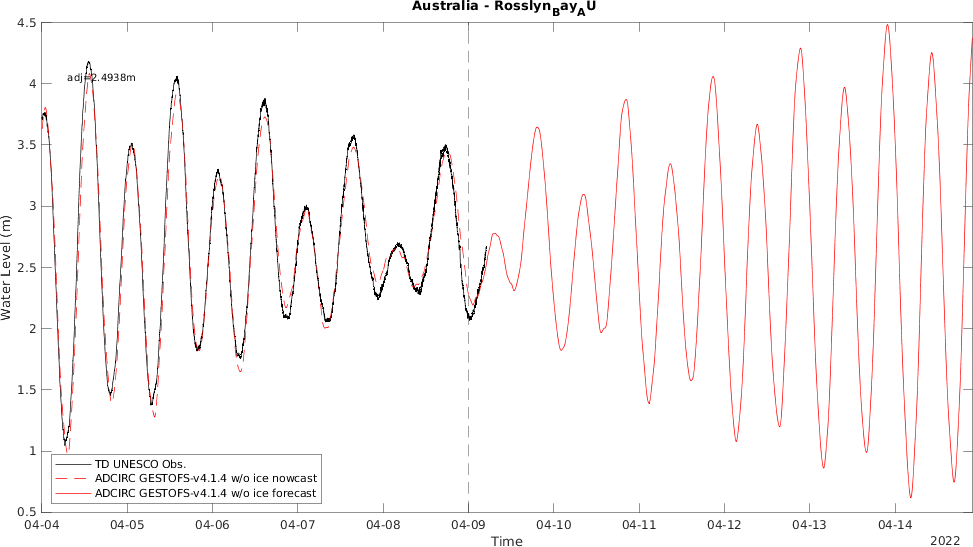 Australia - Rosslyn_Bay_AU
4.5
4
3.5
3
2.5
2
1.5
1
0.5
Water Level (m)
adj=2.4938m
TD UNESCO Obs.
ADCIRC GESTOFS-v4.1.4 w/o ice nowcast
ADCIRC GESTOFS-v4.1.4 w/o ice forecast
04-04 04-05 04-06 04-07 04-08 04-09 04-10 04-11 04-12 04-13 04-14
Time
2022